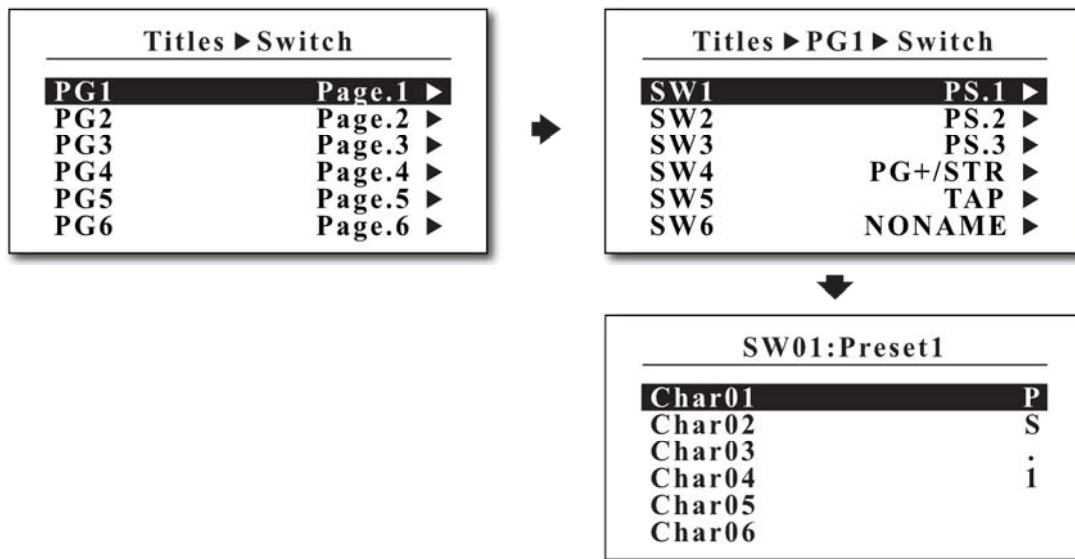 Titles ▶ Switch
PG1 Page.1 ▶
PG2 Page.2 ▶
PG3 Page.3 ▶
PG4 Page.4 ▶
PG5 Page.5 ▶
PG6 Page.6 ▶
Titles ▶ PG1 ▶ Switch
SW1 PS.1 ▶
SW2 PS.2 ▶
SW3 PS.3 ▶
SW4 PG+/STR ▶
SW5 TAP ▶
SW6 NONAME ▶
SW01:Preset1
Char01 P
Char02 S
Char03 .
Char04 1
Char05
Char06